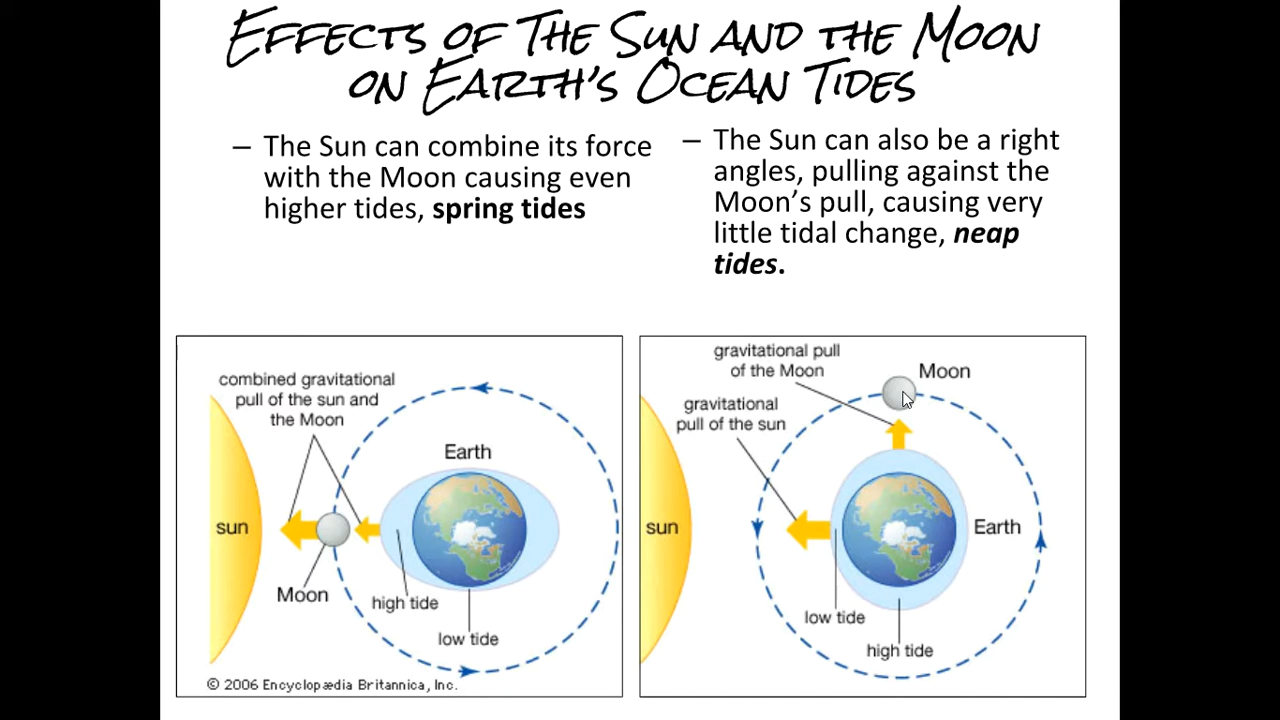 Effects of The Sun and the Moon
on Earth's Ocean Tides
– The Sun can combine its force
with the Moon causing even
higher tides, spring tides
– The Sun can also be a right
angles, pulling against the
Moon's pull, causing very
little tidal change, neap
tides.
combined gravitational
pull of the sun and
the Moon
Earth
sun
Moon
high tide
low tide
© 2006 Encyclopædia Britannica, Inc.
gravitational pull
of the Moon
Moon
gravitational
pull of the sun
sun
Earth
low tide
high tide